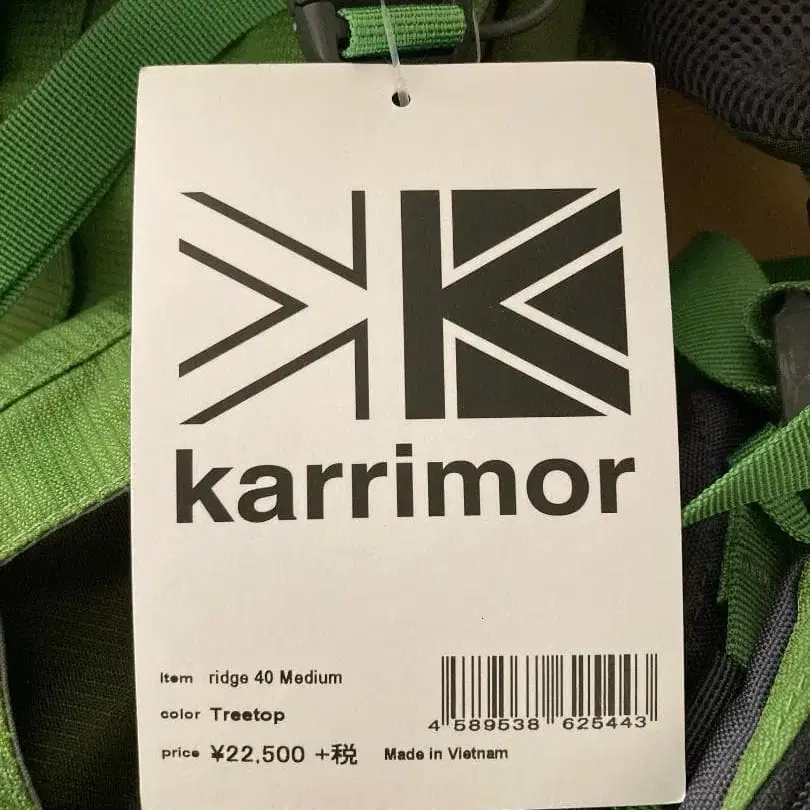 karrimor
Item ridge 40 Medium
color Treetop
price ¥22,500 +税 Made in Vietnam
4 589538 625443